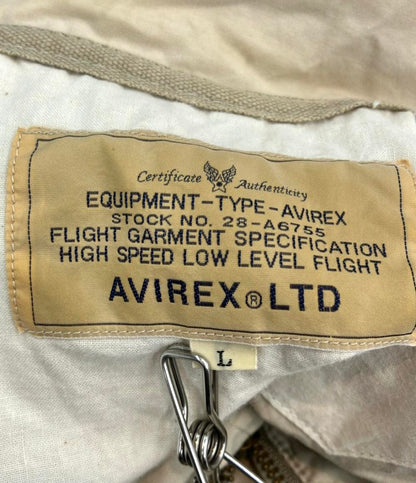 Certificate Authenticity
EQUIPMENT-TYPE-AVIREX
STOCK NO. 28-A6755
FLIGHT GARMENT SPECIFICATION
HIGH SPEED LOW LEVEL FLIGHT
AVIREX® LTD
L